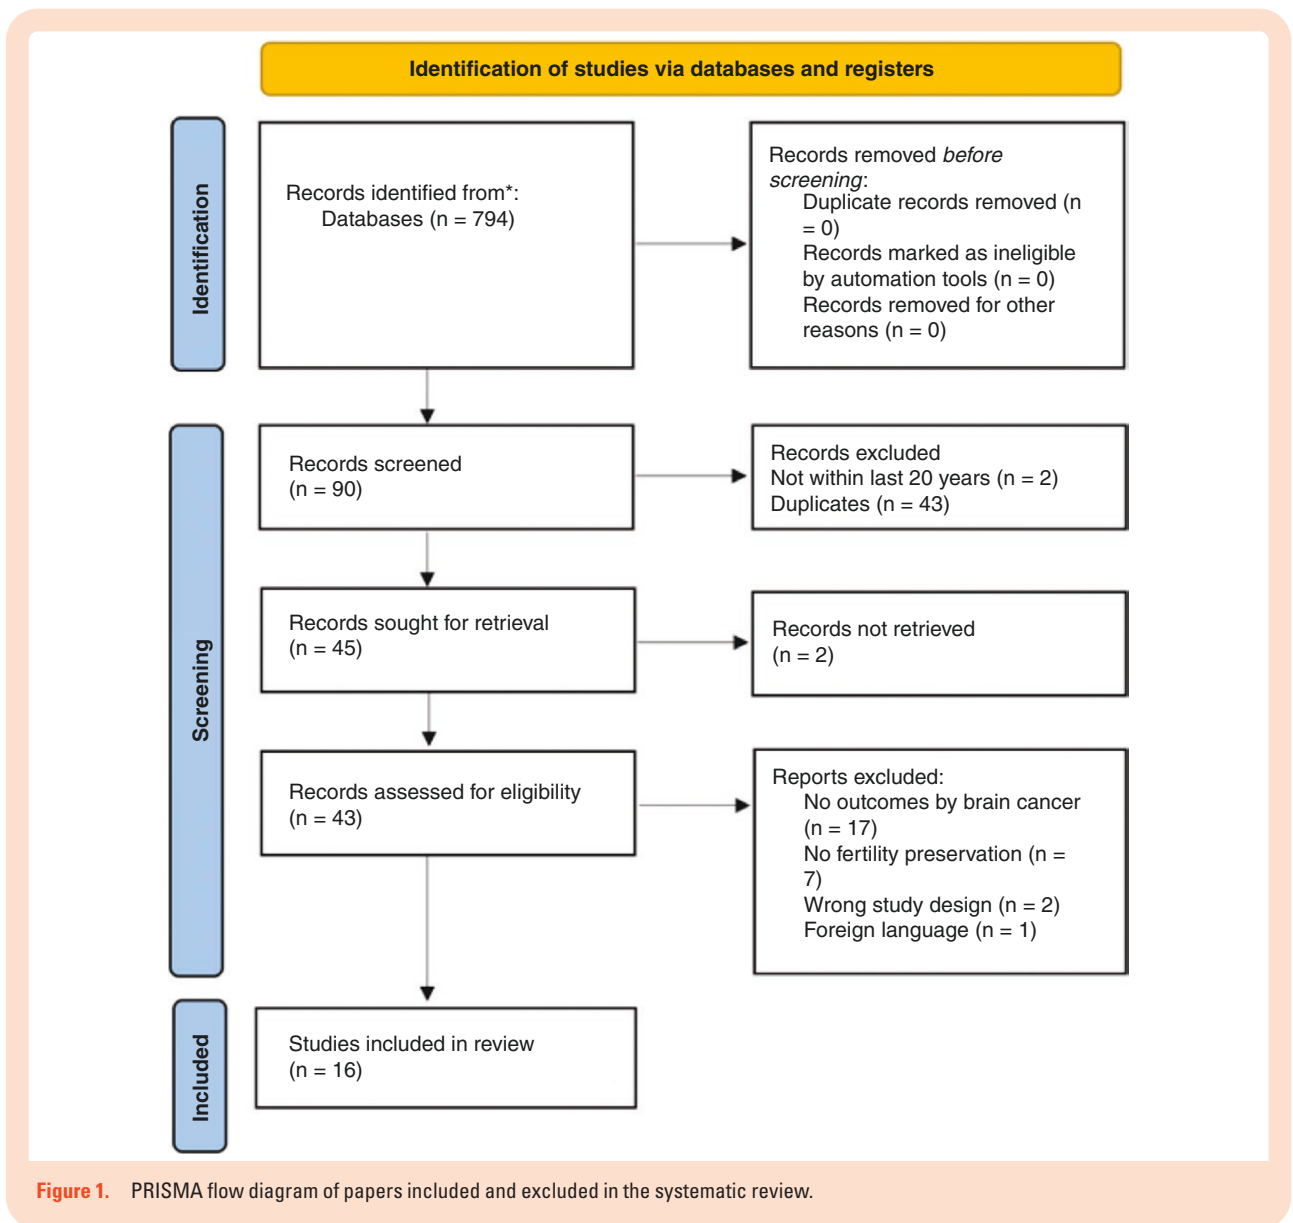 Identification of studies via databases and registers
Identification
Records identified from*:
Databases (n = 794)
Records removed before
screening:
Duplicate records removed (n
= 0)
Records marked as ineligible
by automation tools (n = 0)
Records removed for other
reasons (n = 0)
Screening
Records screened
(n = 90)
Records excluded
Not within last 20 years (n = 2)
Duplicates (n = 43)
Records sought for retrieval
(n = 45)
Records not retrieved
(n = 2)
Records assessed for eligibility
(n = 43)
Reports excluded:
No outcomes by brain cancer
(n = 17)
No fertility preservation (n =
7)
Wrong study design (n = 2)
Foreign language (n = 1)
Included
Studies included in review
(n = 16)
Figure 1. PRISMA flow diagram of papers included and excluded in the systematic review.